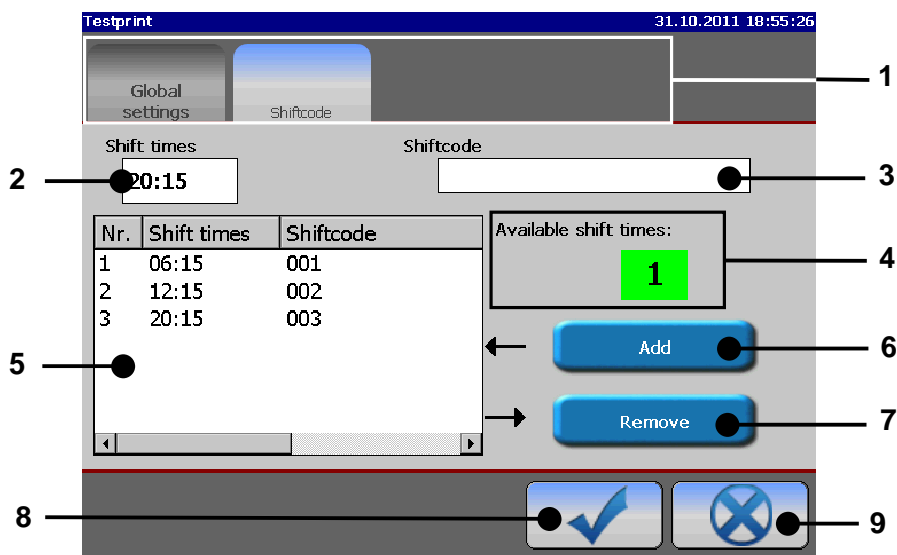 Testprint 31.10.2011 18:55:26
1
Global
settings
Shiftcode
Shift times Shiftcode
2 20:15 3
Nr. Shift times Shiftcode
Available shift times:
4
1 06:15 001
1
2 12:15 002
3 20:15 003
Add 6
5
Remove 7
8 9